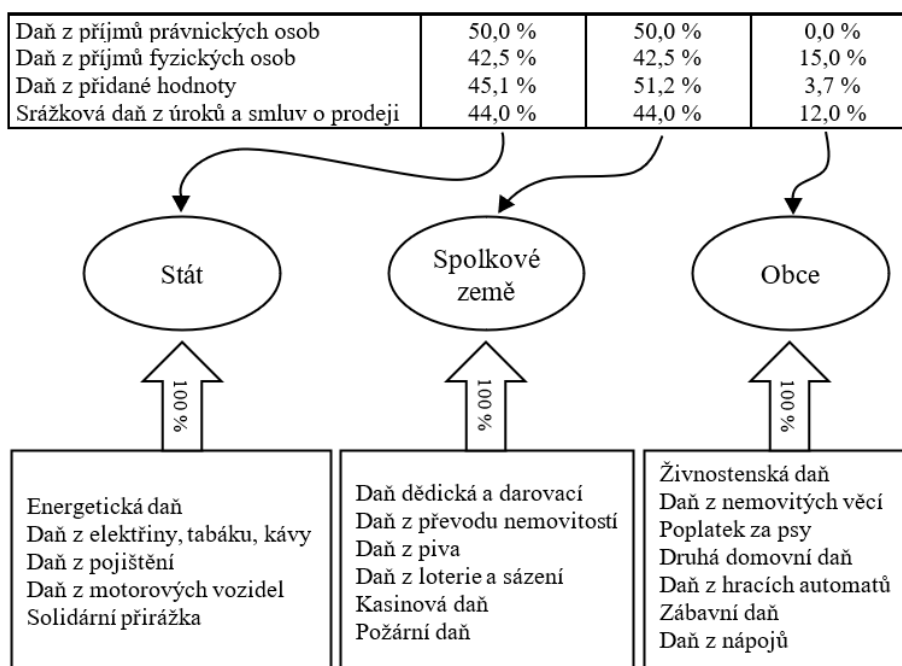 Daň z příjmů právnických osob 50,0 % 50,0 % 0,0 %
Daň z příjmů fyzických osob 42,5 % 42,5 % 15,0 %
Daň z přidané hodnoty 45,1 % 51,2 % 3,7 %
Srážková daň z úroků a smluv o prodeji 44,0 % 44,0 % 12,0 %
Stát
Spolkové
země
Obce
100 %
100 %
100 %
Energetická daň
Daň z elektřiny, tabáku, kávy
Daň z pojištění
Daň z motorových vozidel
Solidární přirážka
Daň dědická a darovací
Daň z převodu nemovitostí
Daň z piva
Daň z loterie a sázení
Kasinová daň
Požární daň
Živnostenská daň
Daň z nemovitých věcí
Poplatek za psy
Druhá domovní daň
Daň z hracích automatů
Zábavní daň
Daň z nápojů